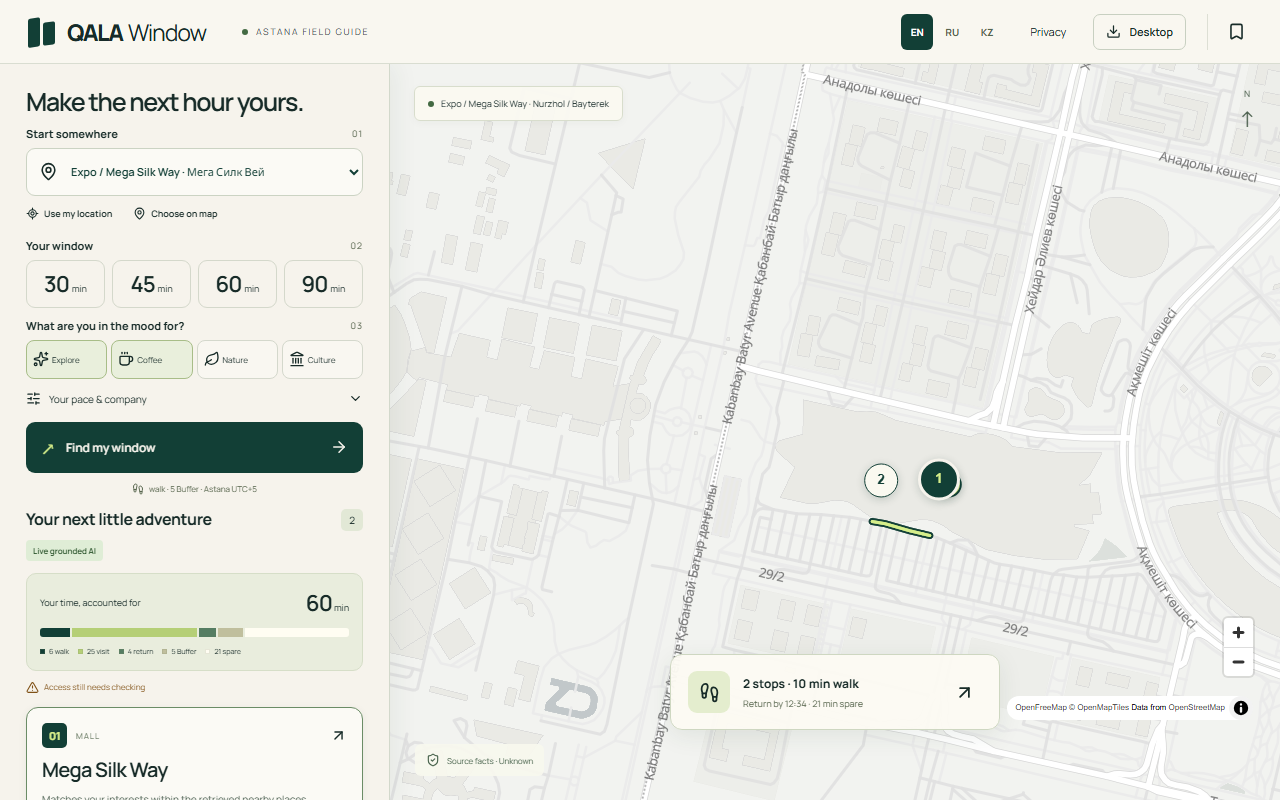 QALA Window
ASTANA FIELD GUIDE
EN
RU
KZ
Privacy
Desktop
Make the next hour yours.
Start somewhere
01
Expo / Mega Silk Way · Мега Силк Вей
Use my location
Choose on map
Your window
02
30 min
45 min
60 min
90 min
What are you in the mood for?
03
Explore
Coffee
Nature
Culture
Your pace & company
Find my window
walk · 5 Buffer · Astana UTC+5
Your next little adventure
2
Live grounded AI
Your time, accounted for
60 min
6 walk
25 visit
4 return
5 Buffer
21 spare
Access still needs checking
01
MALL
Mega Silk Way
Matches your interests within the retrieved nearby places
Expo / Mega Silk Way · Nurzhol / Bayterek
N
Анадолы көшесі
Анадолы көшесі
Хейдар Әлиев көшесі
Ақмешіт көшесі
Ақмешіт көшесі
Kabanbay Batyr Avenue Қабанбай Батыр даңғылы
Kabanbay Batyr Avenue Қабанбай Батыр даңғылы
2
1
29/2
29/2
2 stops · 10 min walk
Return by 12:34 · 21 min spare
OpenFreeMap © OpenMapTiles Data from OpenStreetMap
Source facts · Unknown